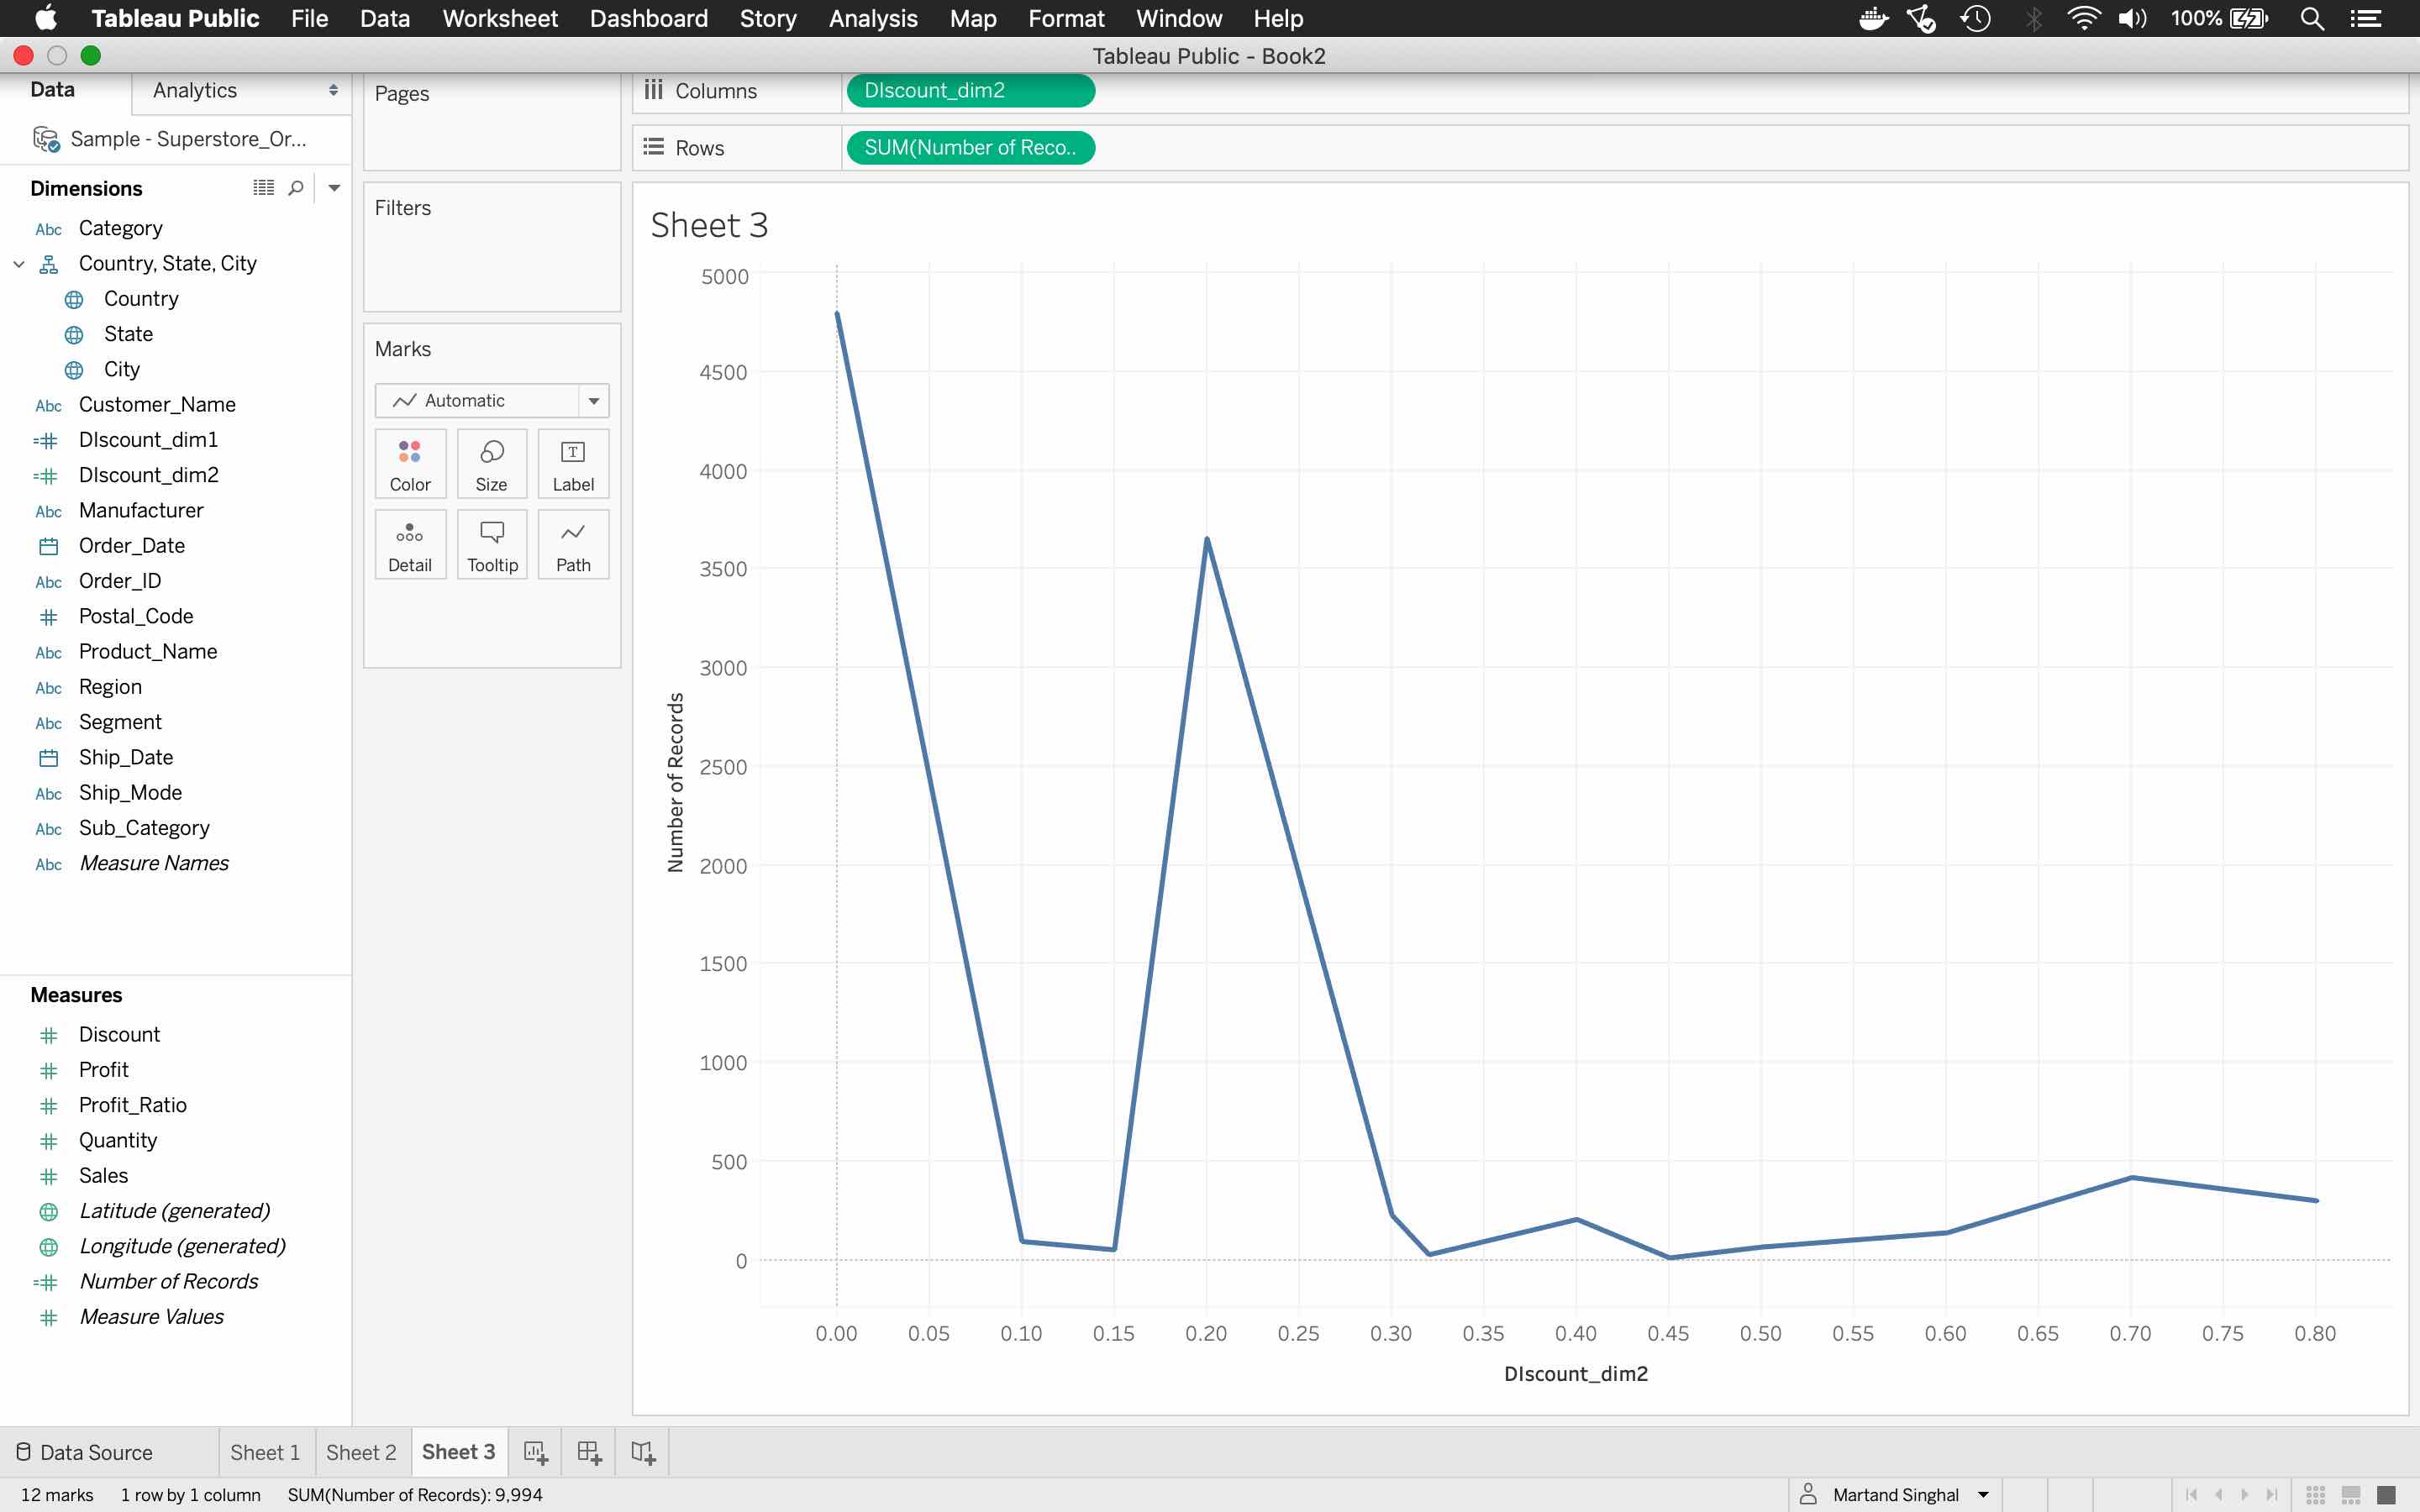 Tableau Public File Data Worksheet Dashboard Story Analysis Map Format Window Help 100%
Tableau Public - Book2
Data Analytics
Sample - Superstore_Or...
Dimensions
Abc Category
Country, State, City
Country
State
City
Abc Customer_Name
=# DIscount_dim1
=# DIscount_dim2
Abc Manufacturer
Order_Date
Abc Order_ID
# Postal_Code
Abc Product_Name
Abc Region
Abc Segment
Ship_Date
Abc Ship_Mode
Abc Sub_Category
Abc Measure Names
Measures
# Discount
# Profit
# Profit_Ratio
# Quantity
# Sales
Latitude (generated)
Longitude (generated)
=# Number of Records
# Measure Values
Pages
Filters
Marks
Automatic
Color Size T Label
Detail Tooltip Path
Columns DIscount_dim2
Rows SUM(Number of Reco..
Sheet 3
5000
4500
4000
3500
3000
2500
2000
1500
1000
500
0
Number of Records
0.00 0.05 0.10 0.15 0.20 0.25 0.30 0.35 0.40 0.45 0.50 0.55 0.60 0.65 0.70 0.75 0.80
DIscount_dim2
Data Source Sheet 1 Sheet 2 Sheet 3
12 marks 1 row by 1 column SUM(Number of Records): 9,994 Martand Singhal